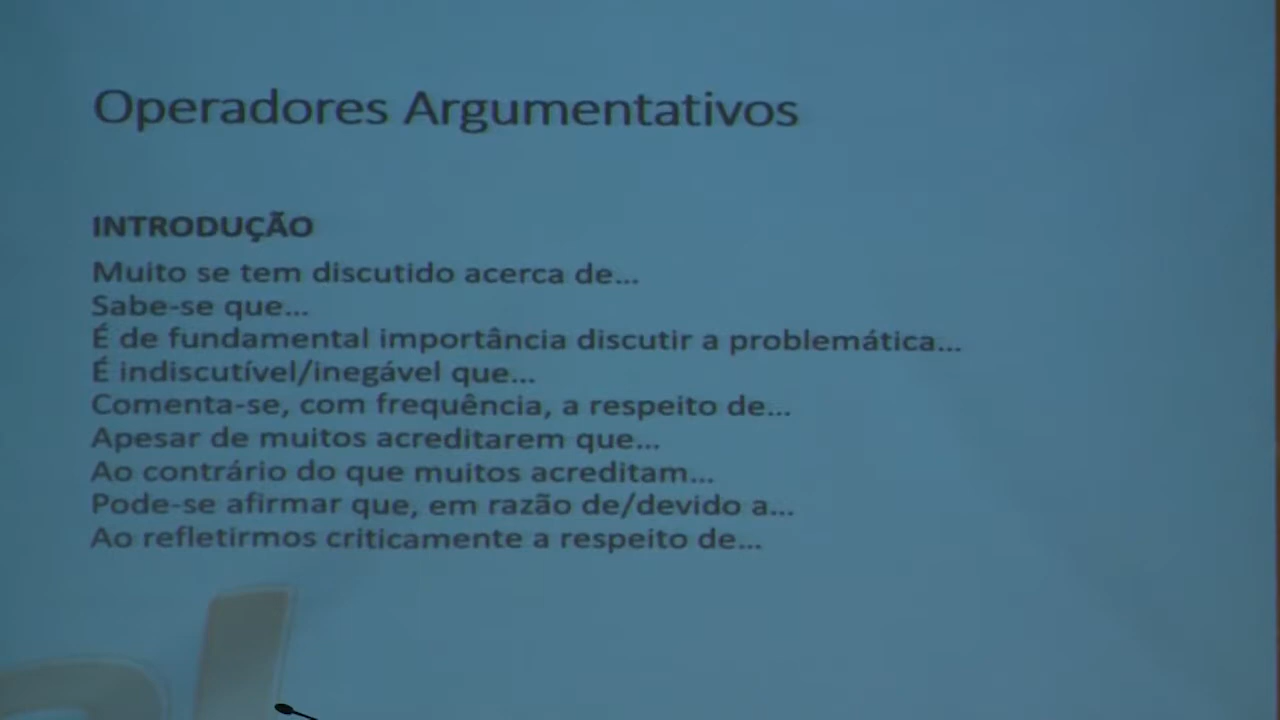 Operadores Argumentativos
INTRODUÇÃO
Muito se tem discutido acerca de...
Sabe-se que...
É de fundamental importância discutir a problemática...
É indiscutível/inegável que...
Comenta-se, com frequência, a respeito de...
Apesar de muitos acreditarem que...
Ao contrário do que muitos acreditam...
Pode-se afirmar que, em razão de/devido a...
Ao refletirmos criticamente a respeito de...